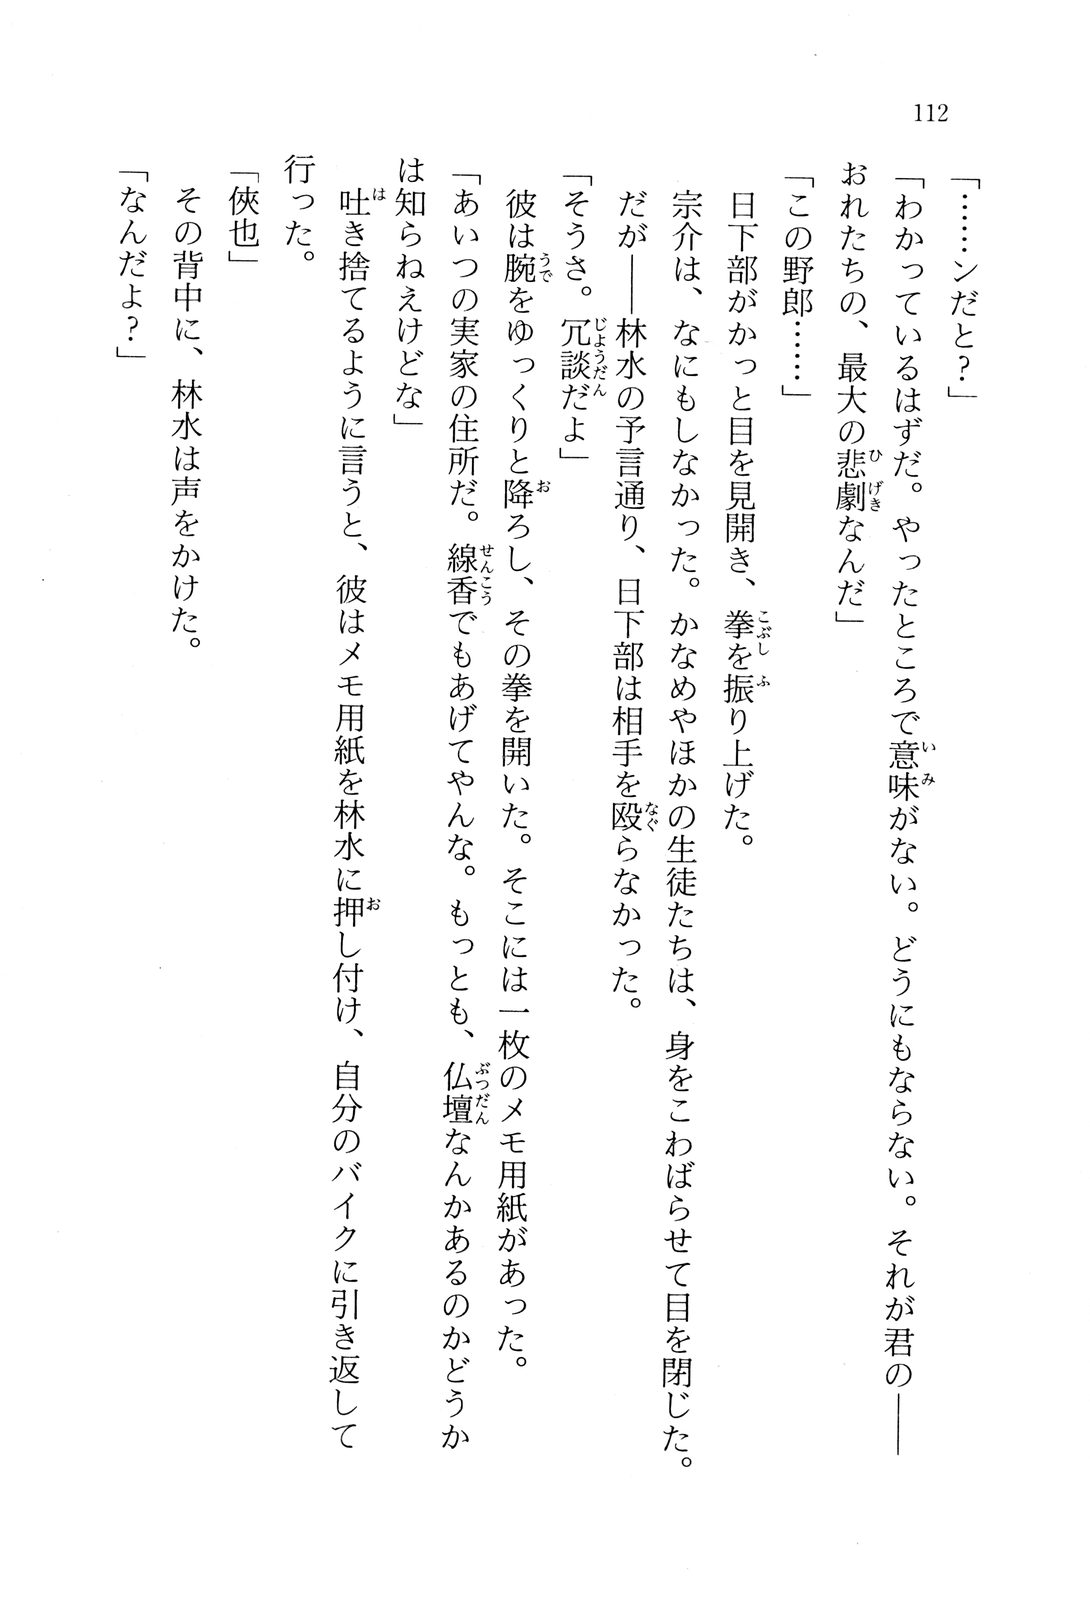 112
「……ンだと？」
「わかっているはずだ。やったところで意味がない。どうにもならない。それが君の――
おれたちの、最大の悲劇なんだ」
「この野郎……」
　日下部がかっと目を見開き、拳を振り上げた。
　宗介は、なにもしなかった。かなめやほかの生徒たちは、身をこわばらせて目を閉じた。
　だが――林水の予言通り、日下部は相手を殴らなかった。
「そうさ。冗談だよ」
　彼は腕をゆっくりと降ろし、その拳を開いた。そこには一枚のメモ用紙があった。
「あいつの実家の住所だ。線香でもあげてやんな。もっとも、仏壇なんかあるのかどうか
は知らねえけどな」
　吐き捨てるように言うと、彼はメモ用紙を林水に押し付け、自分のバイクに引き返して
行った。
「俠也」
　その背中に、林水は声をかけた。
「なんだよ？」